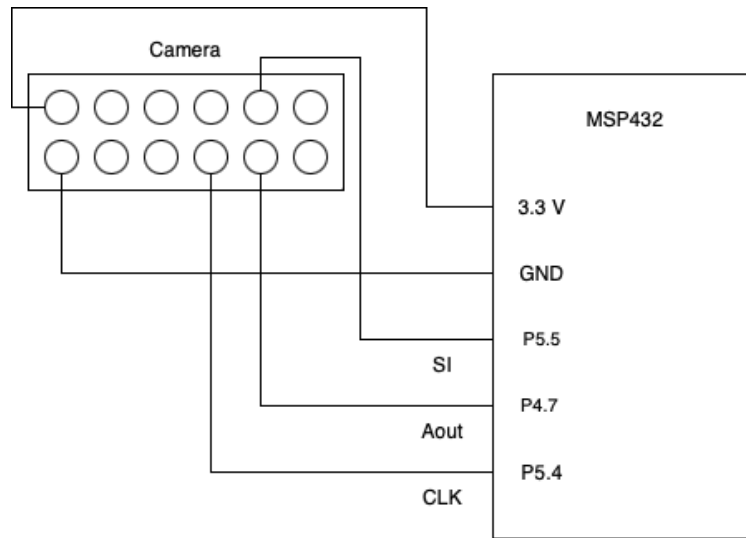 Camera
MSP432
3.3 V
GND
P5.5
SI
P4.7
Aout
P5.4
CLK